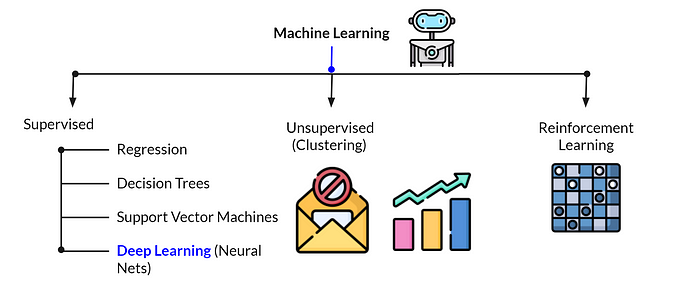 Machine Learning
Supervised
Regression
Decision Trees
Support Vector Machines
Deep Learning (Neural
Nets)
Unsupervised
(Clustering)
Reinforcement
Learning